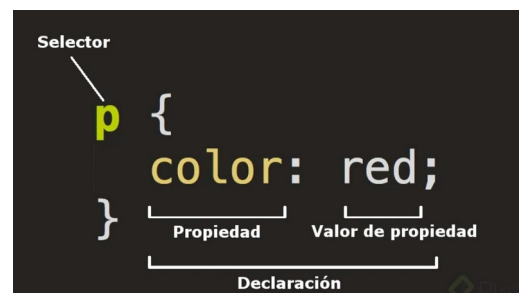 Selector
p {
color: red;
}
Propiedad Valor de propiedad
Declaración